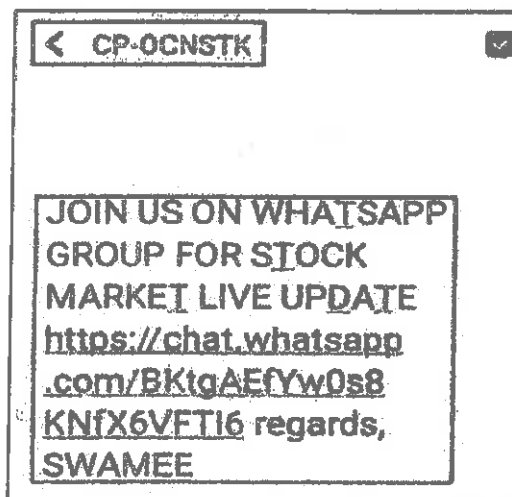 < CP-OCNSTK
JOIN US ON WHATSAPP
GROUP FOR STOCK
MARKET LIVE UPDATE
https://chat.whatsapp
.com/BKtgAEfYw0s8
KNfX6VFTI6 regards,
SWAMEE